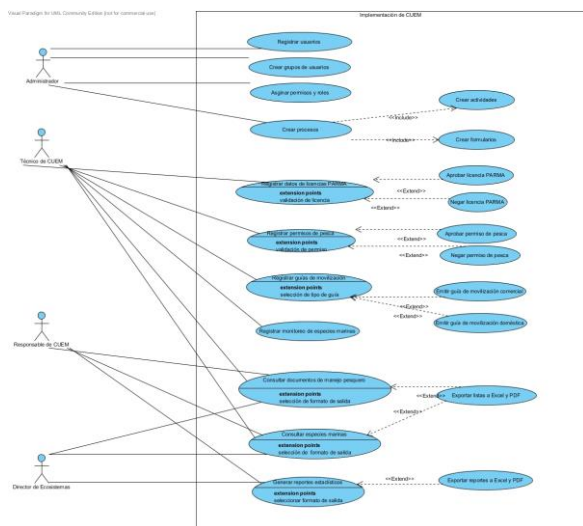 Visual Paradigm for UML Community Edition [not for commercial use]
Implementación de CUEM
Registrar usuarios
Crear grupos de usuarios
Administrador
Asignar permisos y roles
Crear actividades
<<Include>>
Crear procesos
<<Include>>
Crear formularios
Técnico de CUEM
Registrar datos de licencias PARMA
extension points
validación de licencia
Aprobar licencia PARMA
<<Extend>>
Negar licencia PARMA
<<Extend>>
Registrar permisos de pesca
extension points
validación de permiso
Aprobar permiso de pesca
<<Extend>>
Negar permiso de pesca
<<Extend>>
Registrar guías de movilización
extension points
selección de tipo de guía
Emitir guía de movilización comercial
<<Extend>>
<<Extend>>
Emitir guía de movilización doméstica
Registrar monitoreo de especies marinas
Responsable de CUEM
Consultar documentos de manejo pesquero
extension points
selección de formato de salida
<<Extend>>
Exportar listas a Excel y PDF
<<Extend>>
Consultar especies marinas
extension points
selección de formato de salida
Director de Ecosistemas
Generar reportes estadísticos
extension points
seleccionar formato de salida
<<Extend>>
Exportar reportes a Excel y PDF